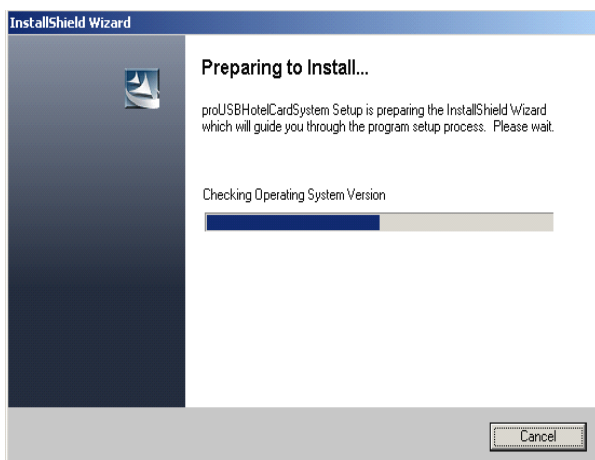 InstallShield Wizard
Preparing to Install...
proUSBHotelCardSystem Setup is preparing the InstallShield Wizard
which will guide you through the program setup process. Please wait.
Checking Operating System Version
Cancel